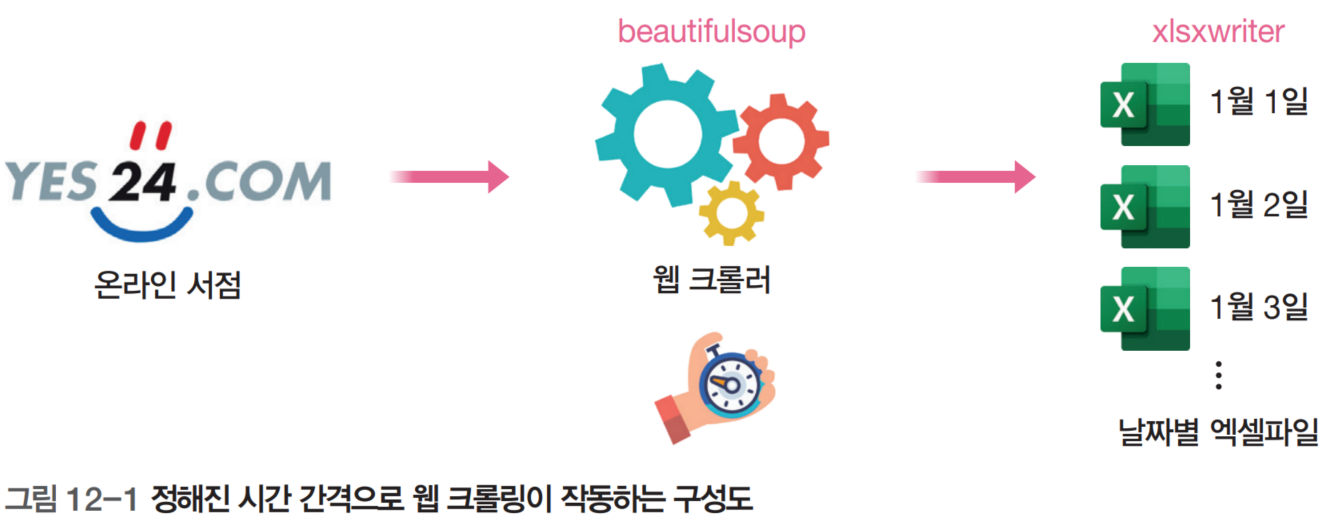 beautifulsoup
xlsxwriter
YES 24 .COM
온라인 서점
웹 크롤러
X 1월 1일
X 1월 2일
X 1월 3일
⋮
날짜별 엑셀파일
그림 12-1 정해진 시간 간격으로 웹 크롤링이 작동하는 구성도